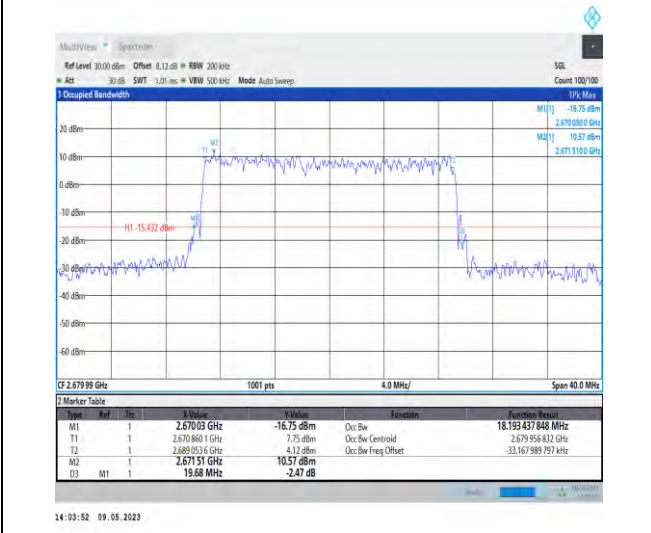 MultiView Spectrum
Ref Level 30.00 dBm Offset 8.12 dB RBW 200 kHz SGL
Att 30 dB SWT 1.01 ms VBW 500 kHz Mode Auto Sweep Count 100/100
1 Occupied Bandwidth 1Pk Max
M1[1] -16.75 dBm
2.670 030 0 GHz
M2[1] 10.57 dBm
2.671 510 0 GHz
20 dBm
M2
T1
10 dBm
0 dBm
-10 dBm
H1 -15.432 dBm
-20 dBm
-30 dBm
-40 dBm
-50 dBm
-60 dBm
CF 2.679 99 GHz 1001 pts 4.0 MHz/ Span 40.0 MHz
2 Marker Table
Type Ref Trc X-Value Y-Value Function Function Result
M1 1 2.670 03 GHz -16.75 dBm Occ Bw 18.193 437 848 MHz
T1 1 2.670 860 1 GHz 7.75 dBm Occ Bw Centroid 2.679 956 832 GHz
T2 1 2.689 053 6 GHz 4.12 dBm Occ Bw Freq Offset -33.167 989 797 kHz
M2 1 2.671 51 GHz 10.57 dBm
D3 M1 1 19.68 MHz -2.47 dB
14:03:52 09.05.2023